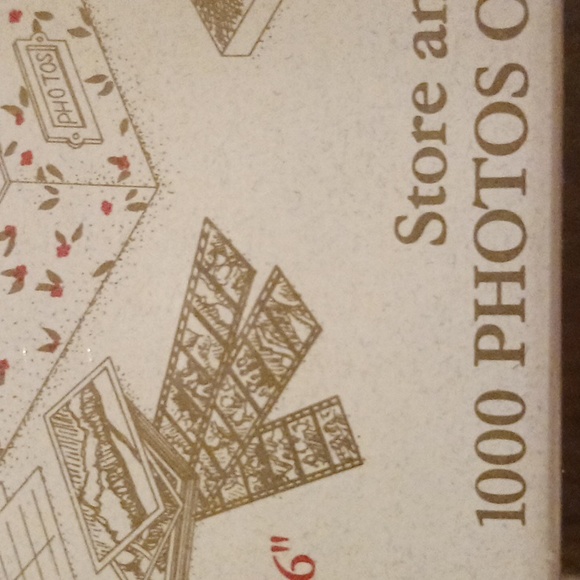 PHOTOS
Store an
1000 PHOTOS O
6"